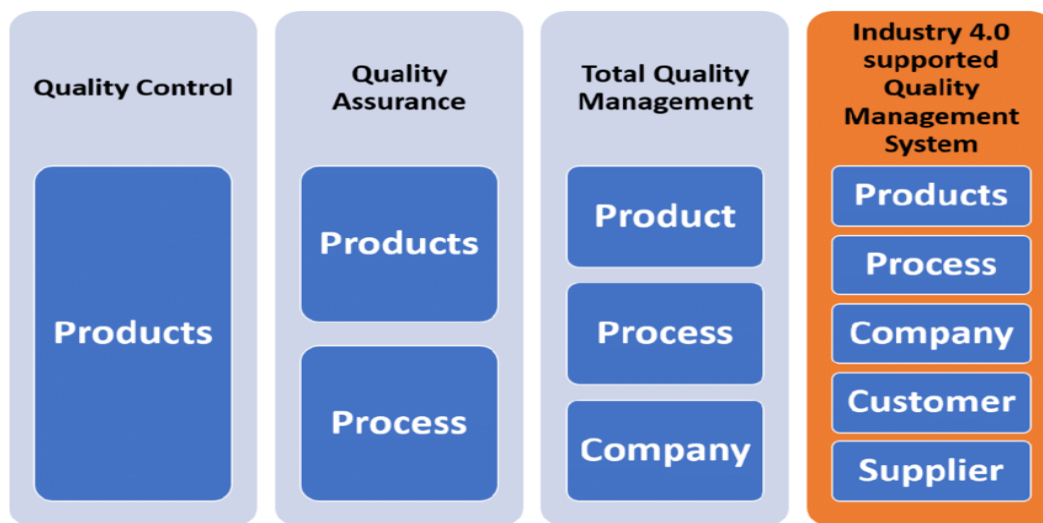 Quality Control
Products
Quality
Assurance
Products
Process
Total Quality
Management
Product
Process
Company
Industry 4.0
supported
Quality
Management
System
Products
Process
Company
Customer
Supplier